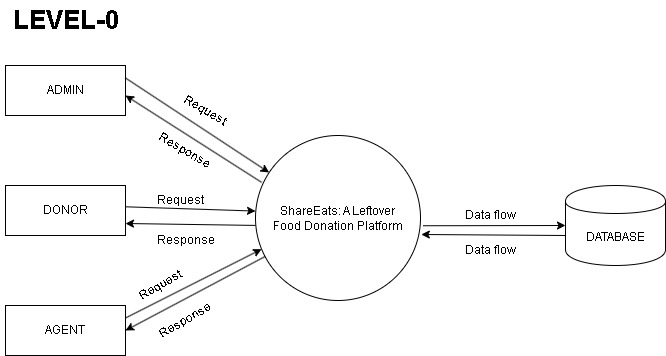 LEVEL-0
ADMIN
Request
Response
DONOR
Request
Response
ShareEats: A Leftover
Food Donation Platform
Data flow
Data flow
DATABASE
Request
Response
AGENT